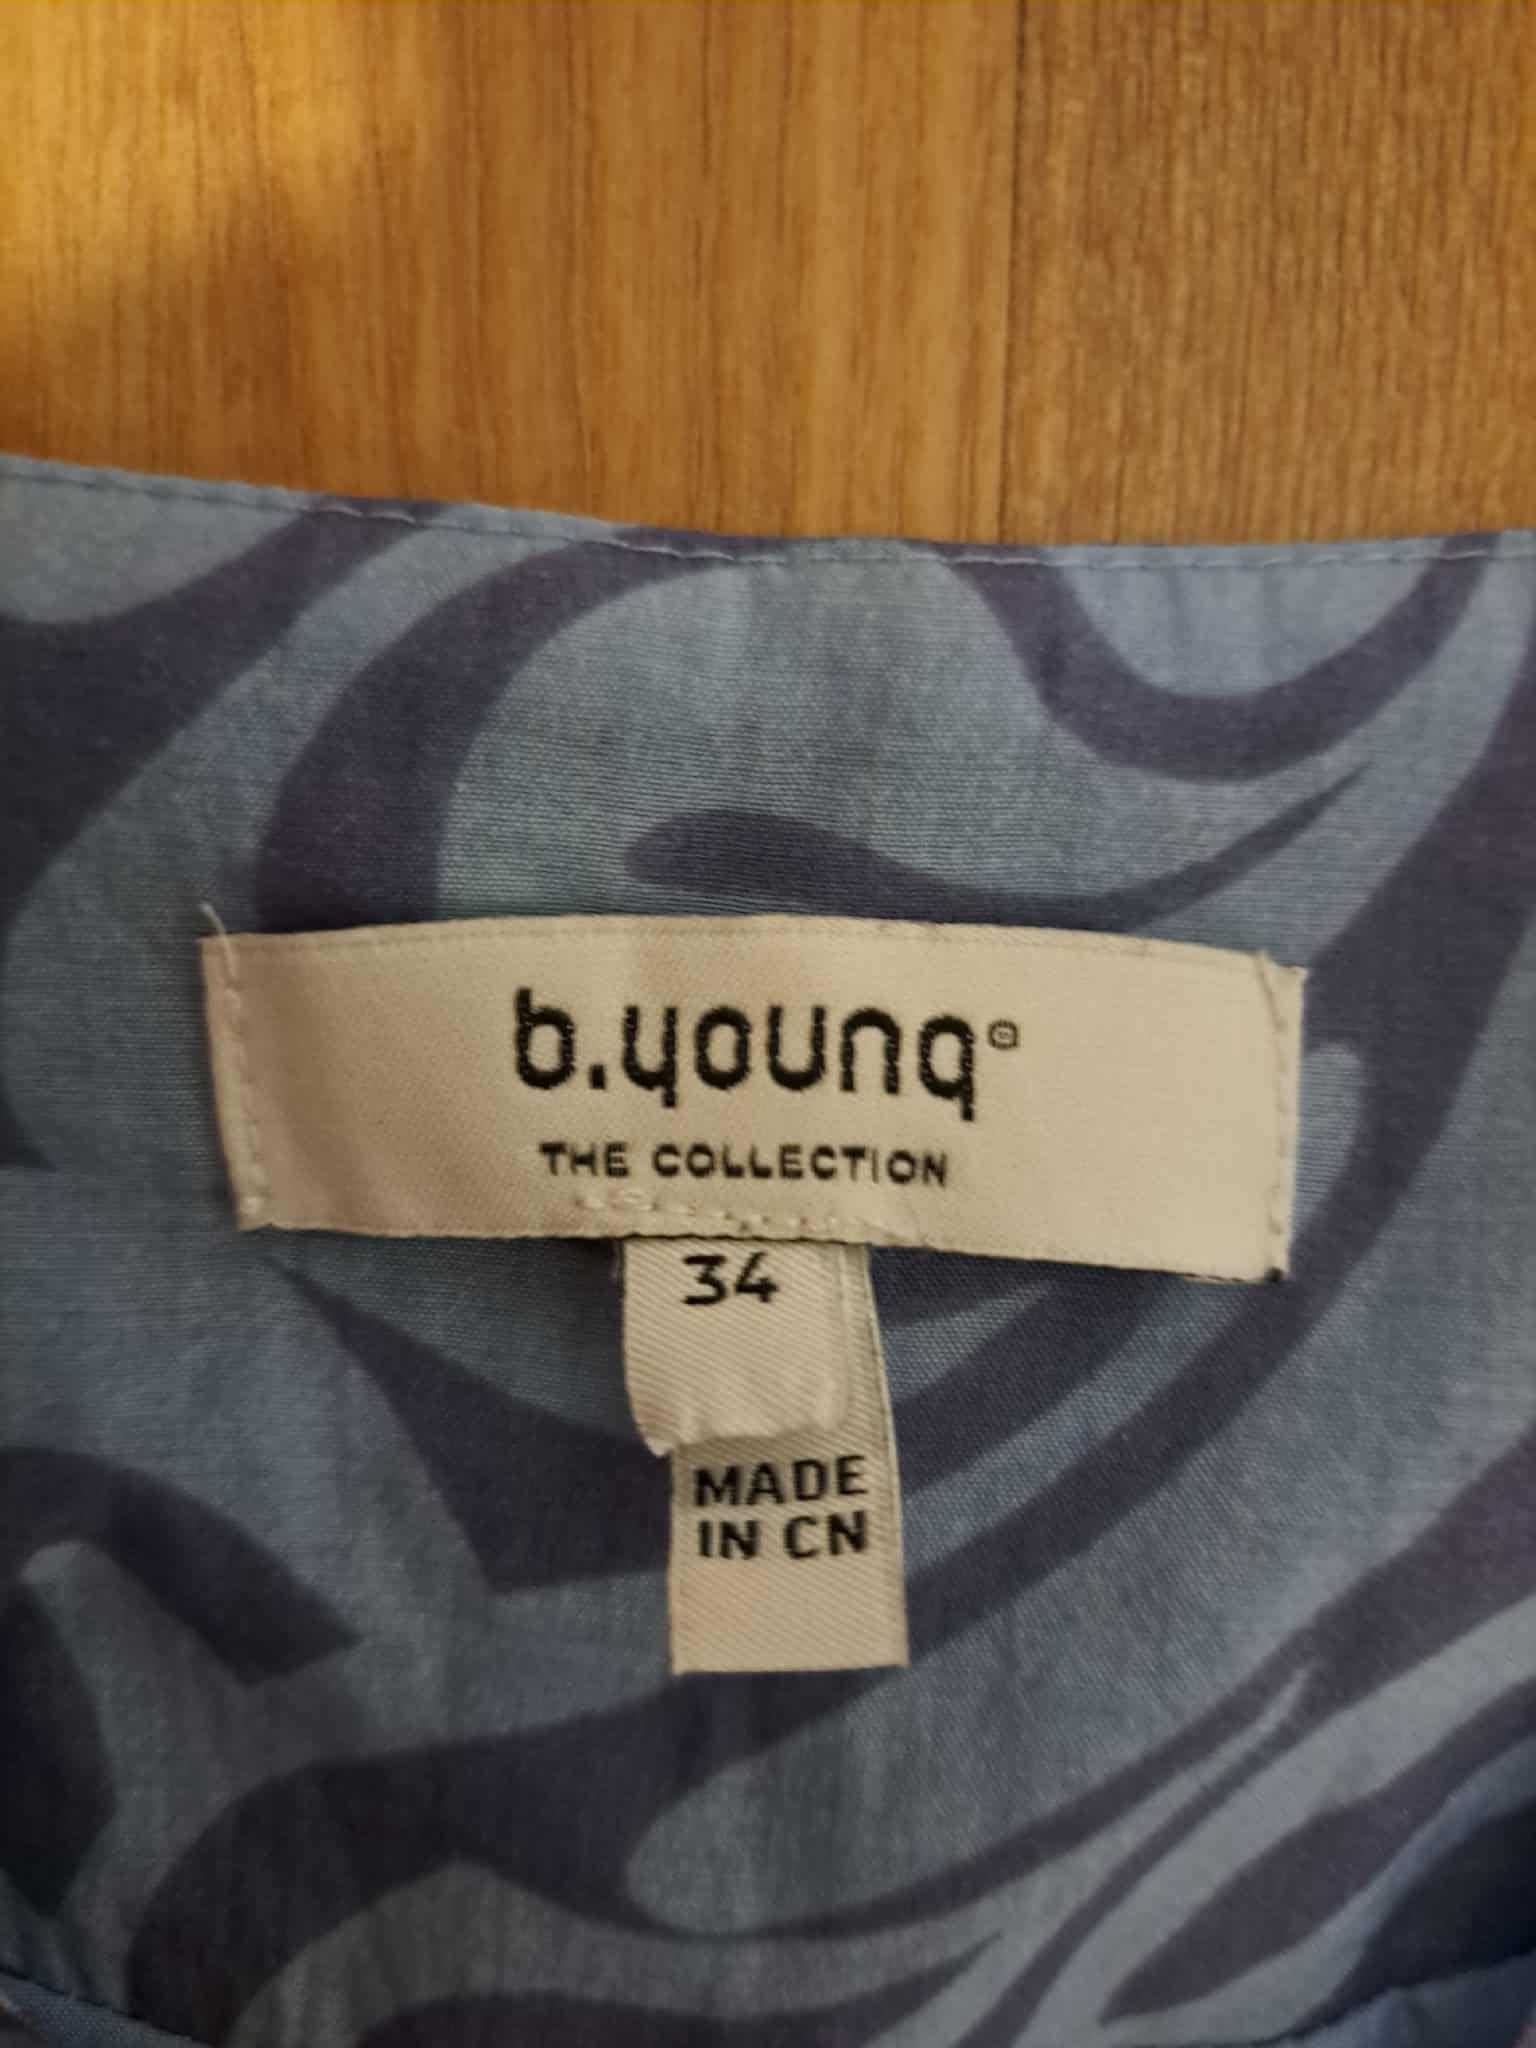 b.young®
THE COLLECTION
34
MADE
IN CN